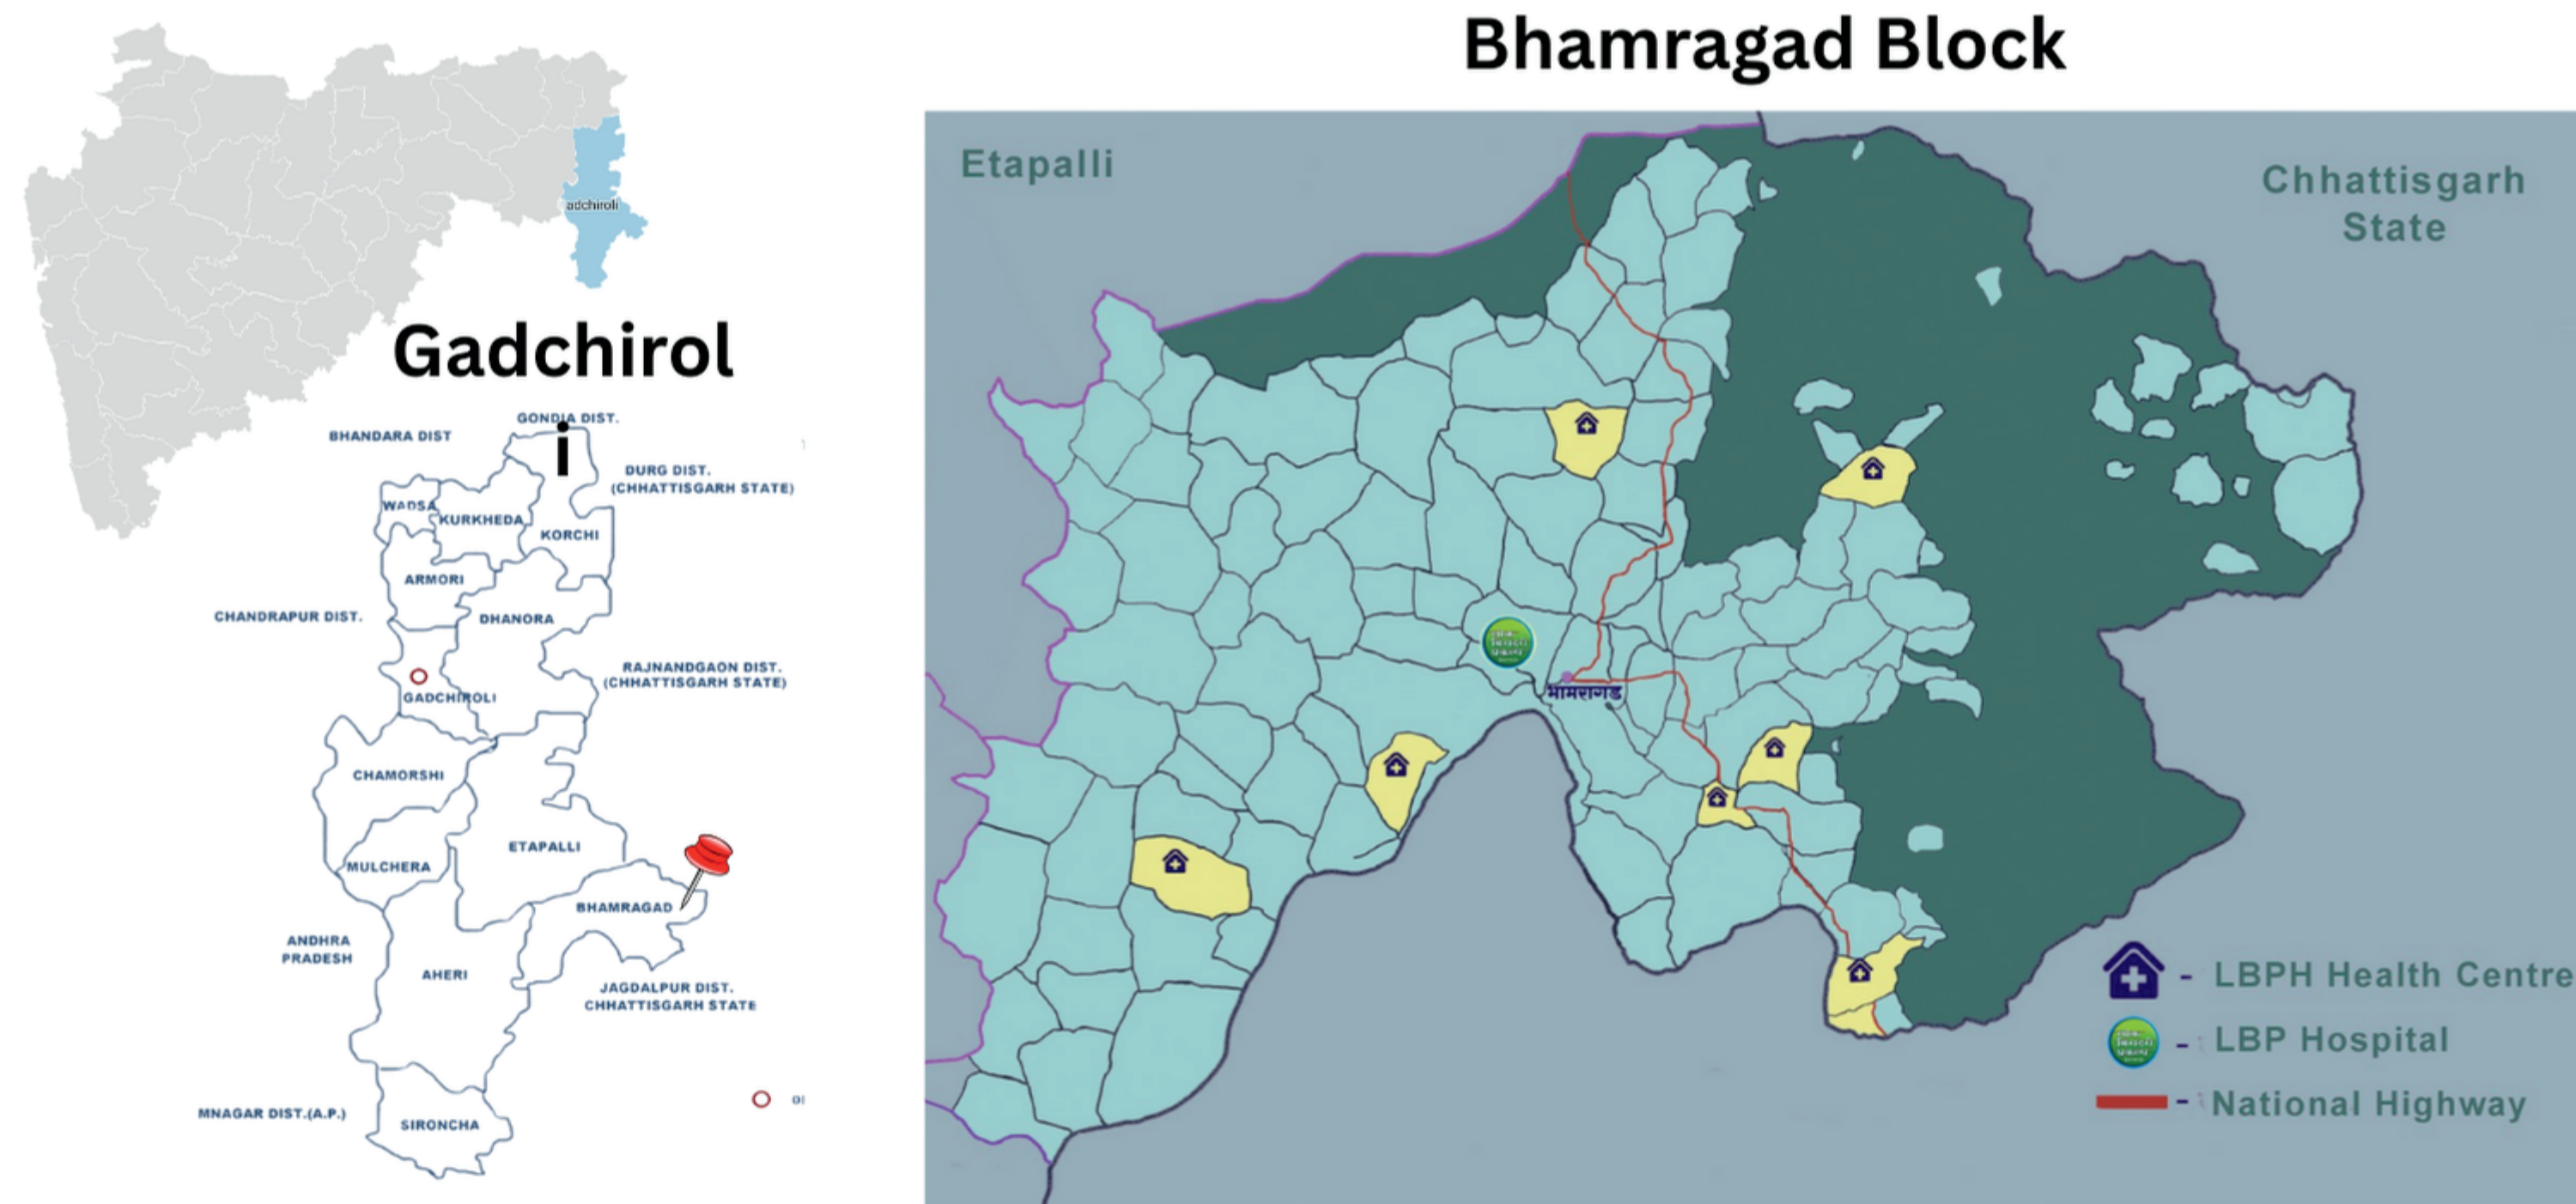 Bhamragad Block
Etapalli
Chhattisgarh
State
adchiroli
Gadchirol
i
GONDIA DIST.
BHANDARA DIST
DURG DIST.
(CHHATTISGARH STATE)
WADSA
KURKHEDA
KORCHI
ARMORI
CHANDRAPUR DIST.
DHANORA
RAJNANDGAON DIST.
(CHHATTISGARH STATE)
GADCHIROLI
CHAMORSHI
ETAPALLI
MULCHERA
BHAMRAGAD
ANDHRA
PRADESH
AHERI
JAGDALPUR DIST.
CHHATTISGARH STATE
MNAGAR DIST.(A.P.)
SIRONCHA
भामरागड
- LBPH Health Centre
- LBP Hospital
- National Highway